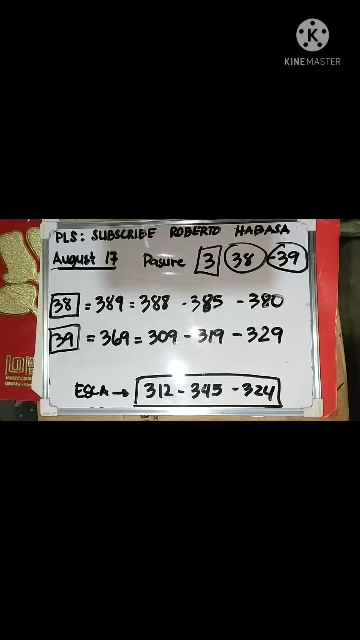 K
KINEMASTER
PLS: SUBSCRIBE ROBERTO HABASA
August 17 Pasure 3 38 -39
38 = 389 = 388 - 385 - 380
39 = 369 = 309 - 319 - 329
ESCA → 312 - 345 - 324